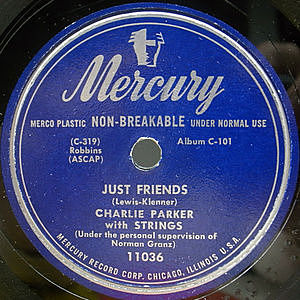 Mercury
MERCO PLASTIC NON-BREAKABLE UNDER NORMAL USE
(C-319)
Robbins
(ASCAP)
Album C-101
JUST FRIENDS
(Lewis-Klenner)
CHARLIE PARKER
with STRINGS
(Under the personal supervision of
Norman Granz)
11036
MERCURY RECORD CORP. CHICAGO, ILLINOIS U.S.A.